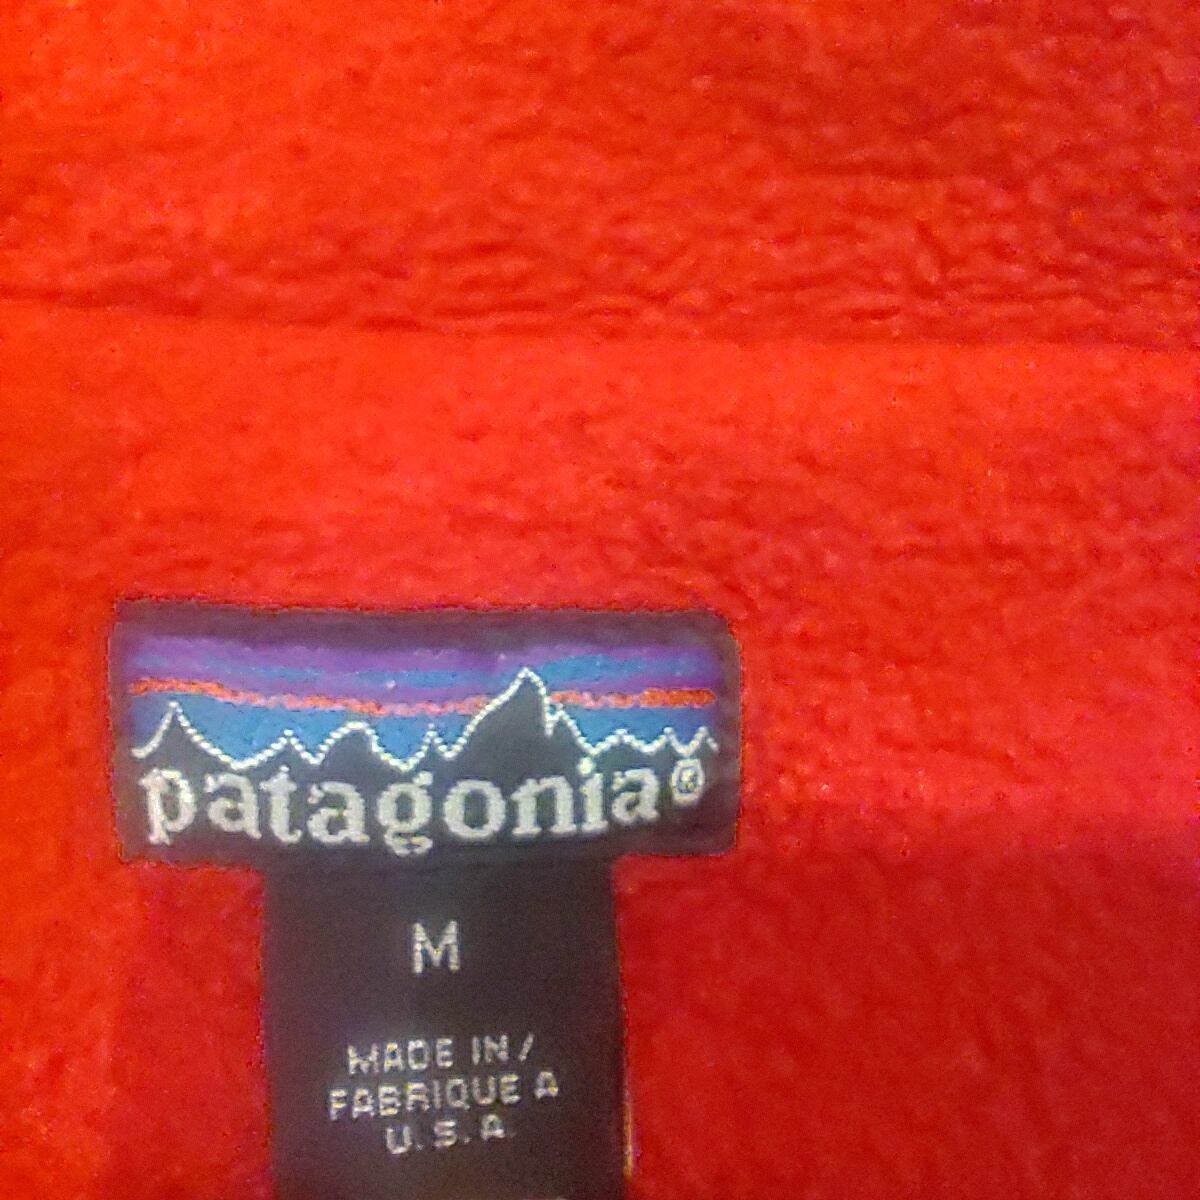 patagonia®
M
MADE IN /
FABRIQUE A
U.S.A.